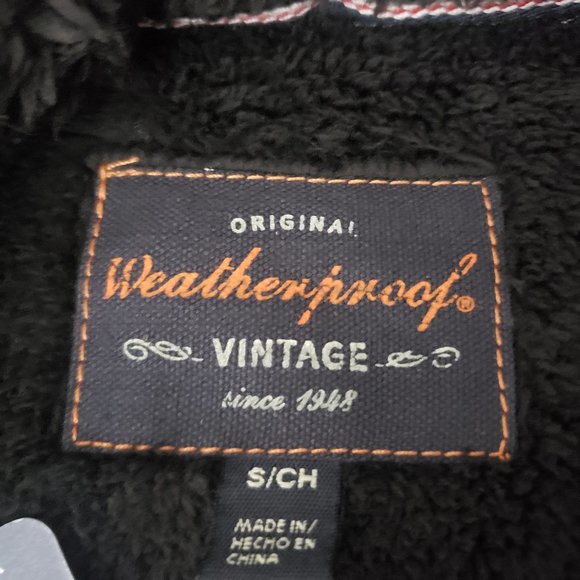 ORIGINAL
Weatherproof®
VINTAGE
since 1948
S/CH
MADE IN/
HECHO EN
CHINA